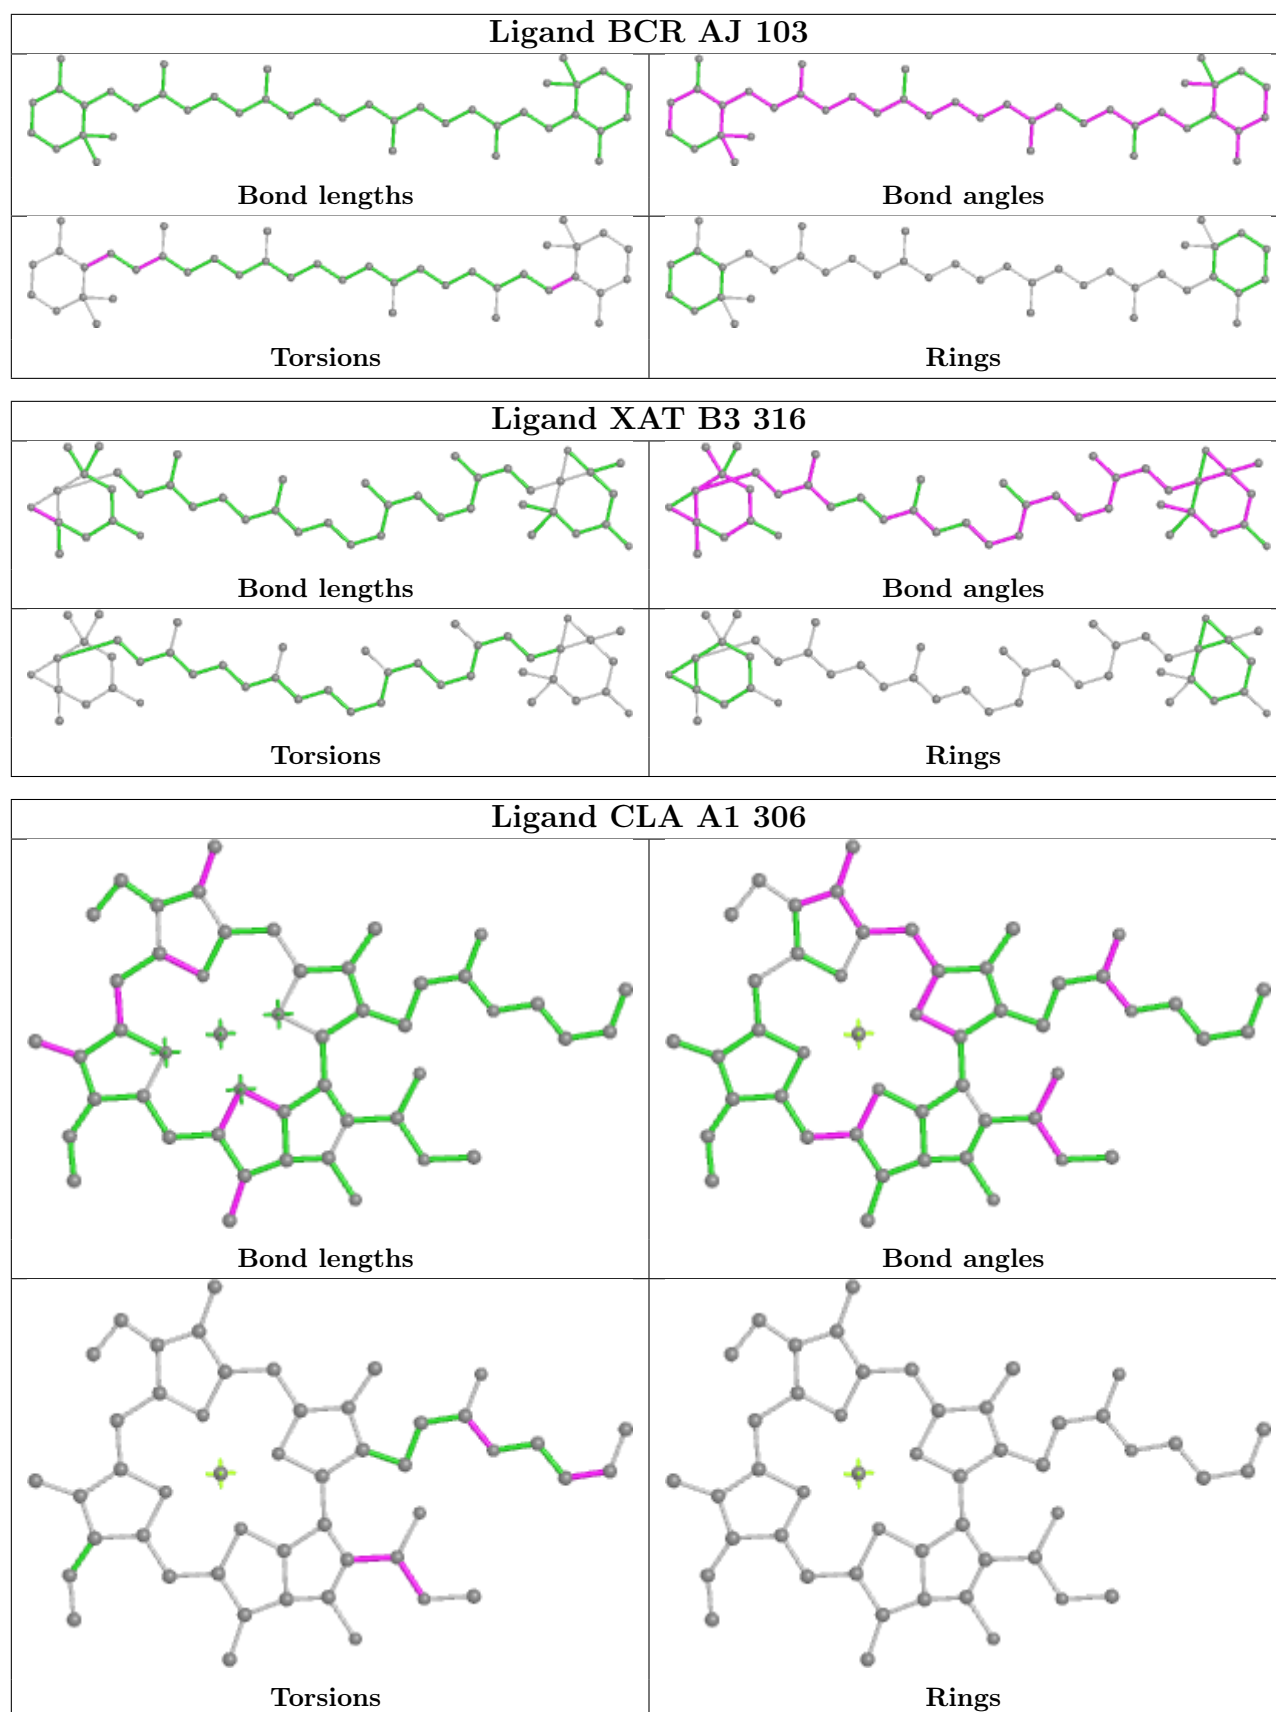 Ligand BCR AJ 103
Bond lengths
Bond angles
Torsions
Rings
Ligand XAT B3 316
Bond lengths
Bond angles
Torsions
Rings
Ligand CLA A1 306
Bond lengths
Bond angles
Torsions
Rings